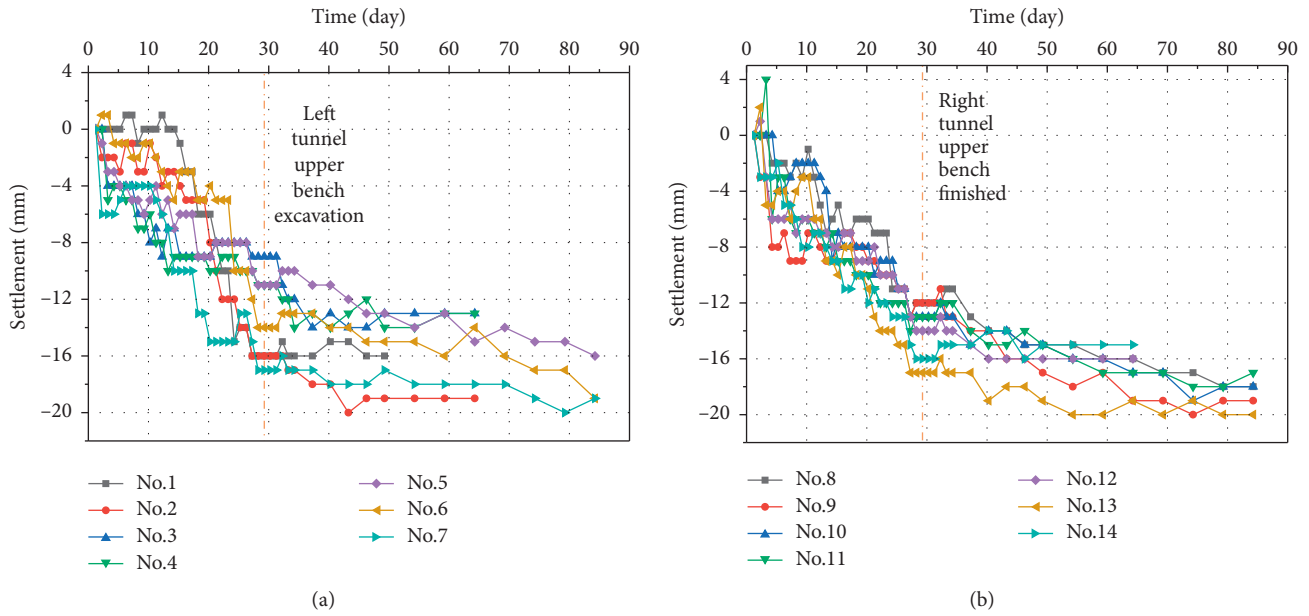 Time (day)
0 10 20 30 40 50 60 70 80 90
4
0
−4
−8
−12
−16
−20
Settlement (mm)
Left
tunnel
upper
bench
excavation
No.1
No.2
No.3
No.4
No.5
No.6
No.7
(a)
Time (day)
0 10 20 30 40 50 60 70 80 90
4
0
−4
−8
−12
−16
−20
Settlement (mm)
Right
tunnel
upper
bench
finished
No.8
No.9
No.10
No.11
No.12
No.13
No.14
(b)